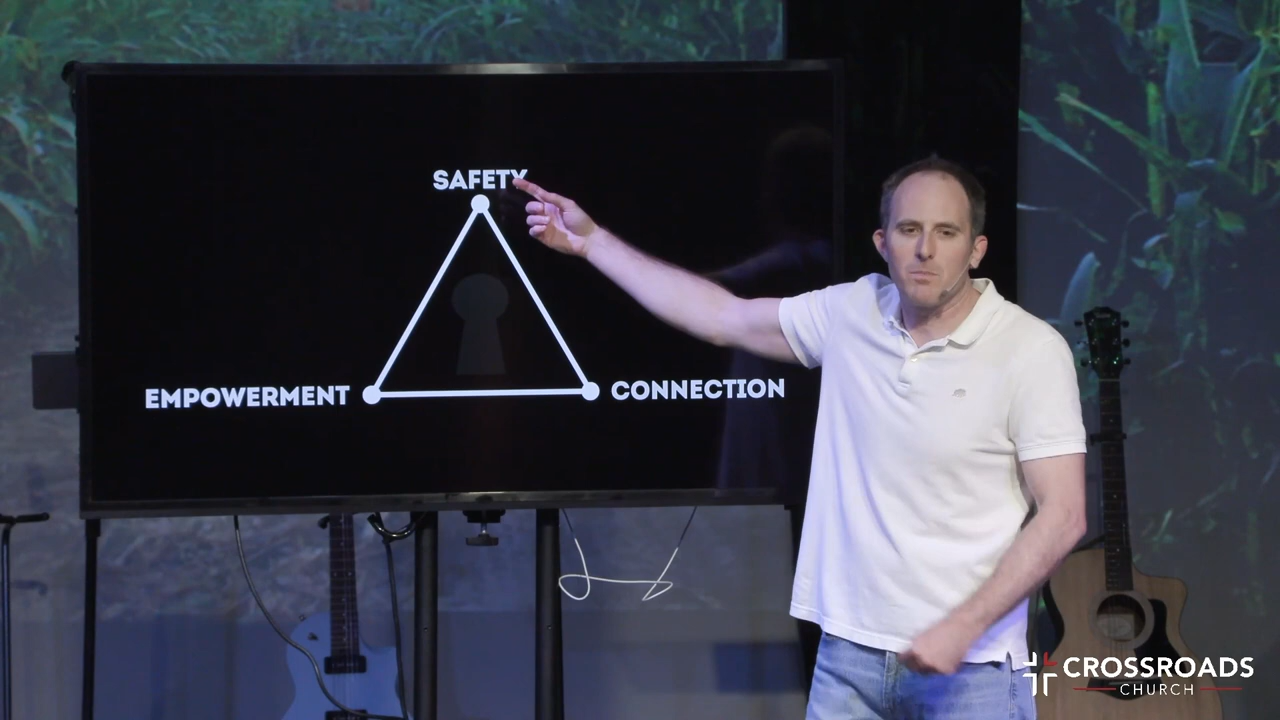 SAFETY
EMPOWERMENT
CONNECTION
CROSSROADS
CHURCH